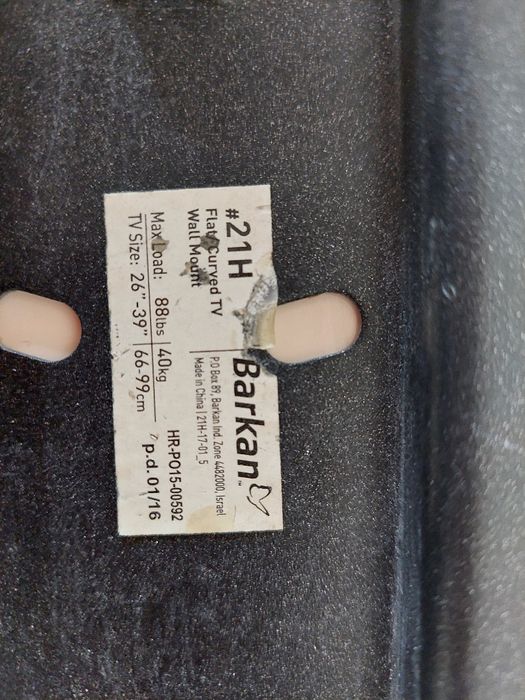 #21H
Flat/Curved TV
Wall Mount
Barkan™
P.O Box 89, Barkan Ind. Zone 4482000, Israel
Made in China | 21H-17-01_5
Max Load: 88lbs | 40kg
TV Size: 26"-39" | 66-99cm
HR-PO15-00592
p.d. 01/16